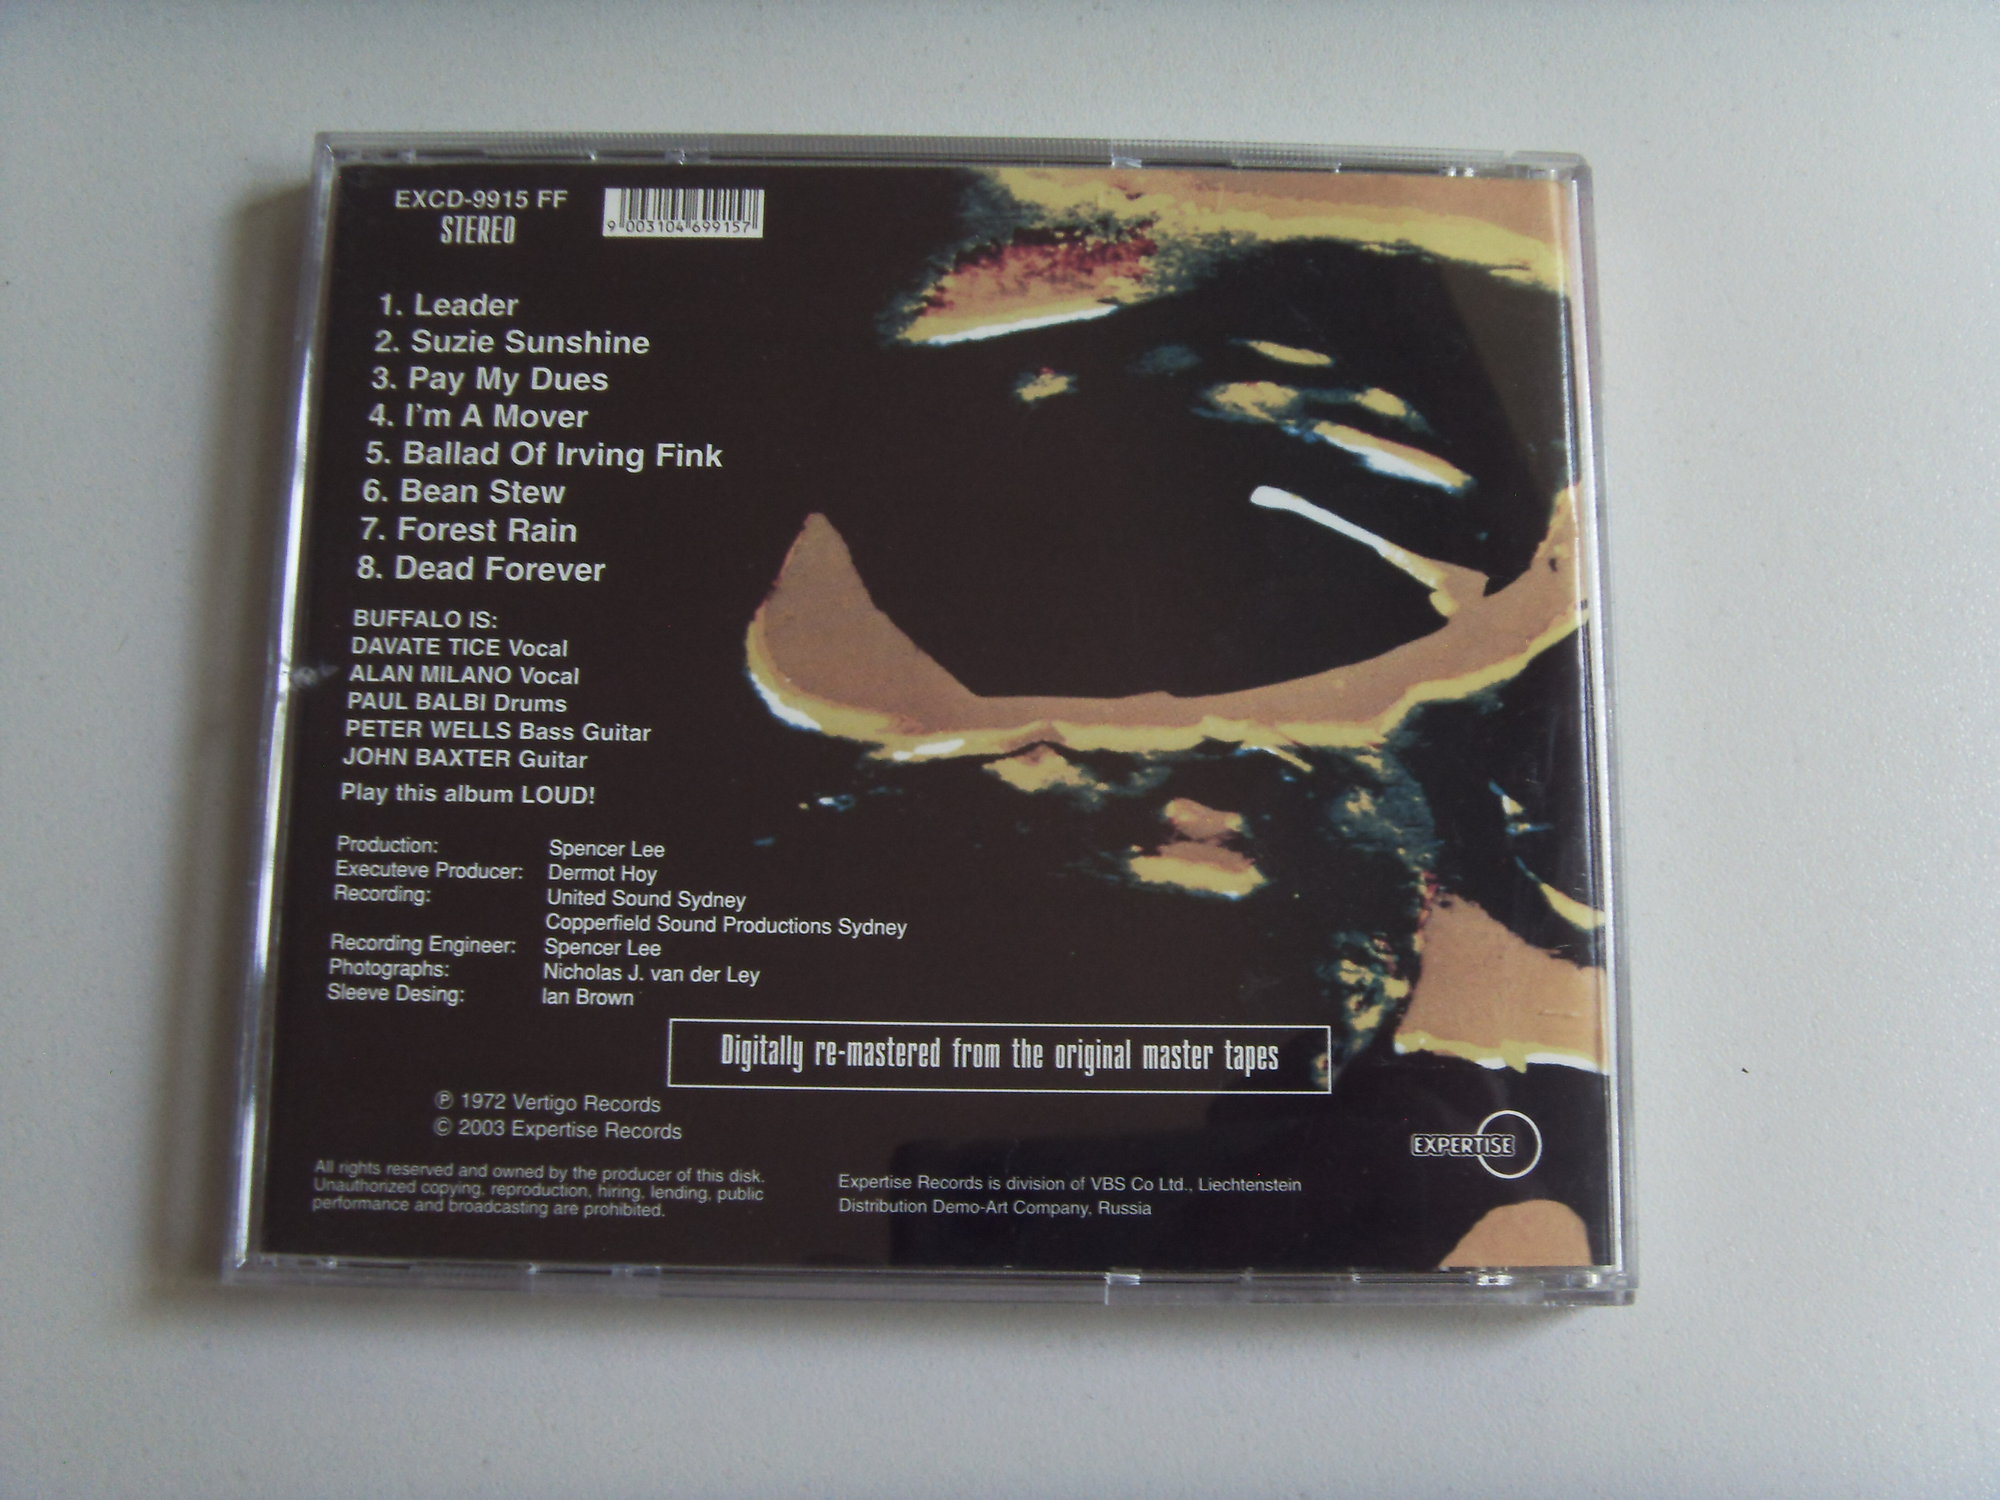 EXCD-9915 FF
STEREO
9 003104 699157
1. Leader
2. Suzie Sunshine
3. Pay My Dues
4. I'm A Mover
5. Ballad Of Irving Fink
6. Bean Stew
7. Forest Rain
8. Dead Forever
BUFFALO IS:
DAVATE TICE Vocal
ALAN MILANO Vocal
PAUL BALBI Drums
PETER WELLS Bass Guitar
JOHN BAXTER Guitar
Play this album LOUD!
Production: Spencer Lee
Executeve Producer: Dermot Hoy
Recording: United Sound Sydney
Copperfield Sound Productions Sydney
Recording Engineer: Spencer Lee
Photographs: Nicholas J. van der Ley
Sleeve Desing: Ian Brown
Digitally re-mastered from the original master tapes
℗ 1972 Vertigo Records
© 2003 Expertise Records
EXPERTISE
All rights reserved and owned by the producer of this disk.
Unauthorized copying, reproduction, hiring, lending, public
performance and broadcasting are prohibited.
Expertise Records is division of VBS Co Ltd., Liechtenstein
Distribution Demo-Art Company, Russia